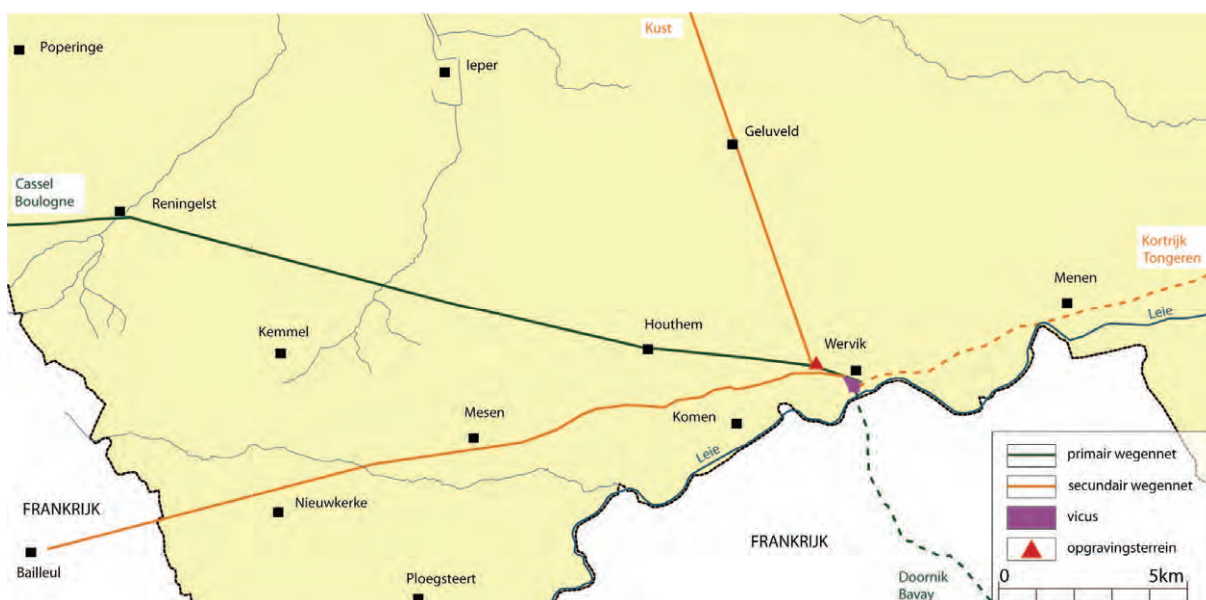 Poperinge
Ieper
Kust
Geluveld
Cassel
Boulogne
Reningelst
Kortrijk
Tongeren
Menen
Leie
Kemmel
Houthem
Wervik
Mesen
Komen
Leie
FRANKRIJK
Nieuwkerke
Bailleul
Ploegsteert
FRANKRIJK
Doornik
Bavay
primair wegennet
secundair wegennet
vicus
opgravingsterrein
0 5km